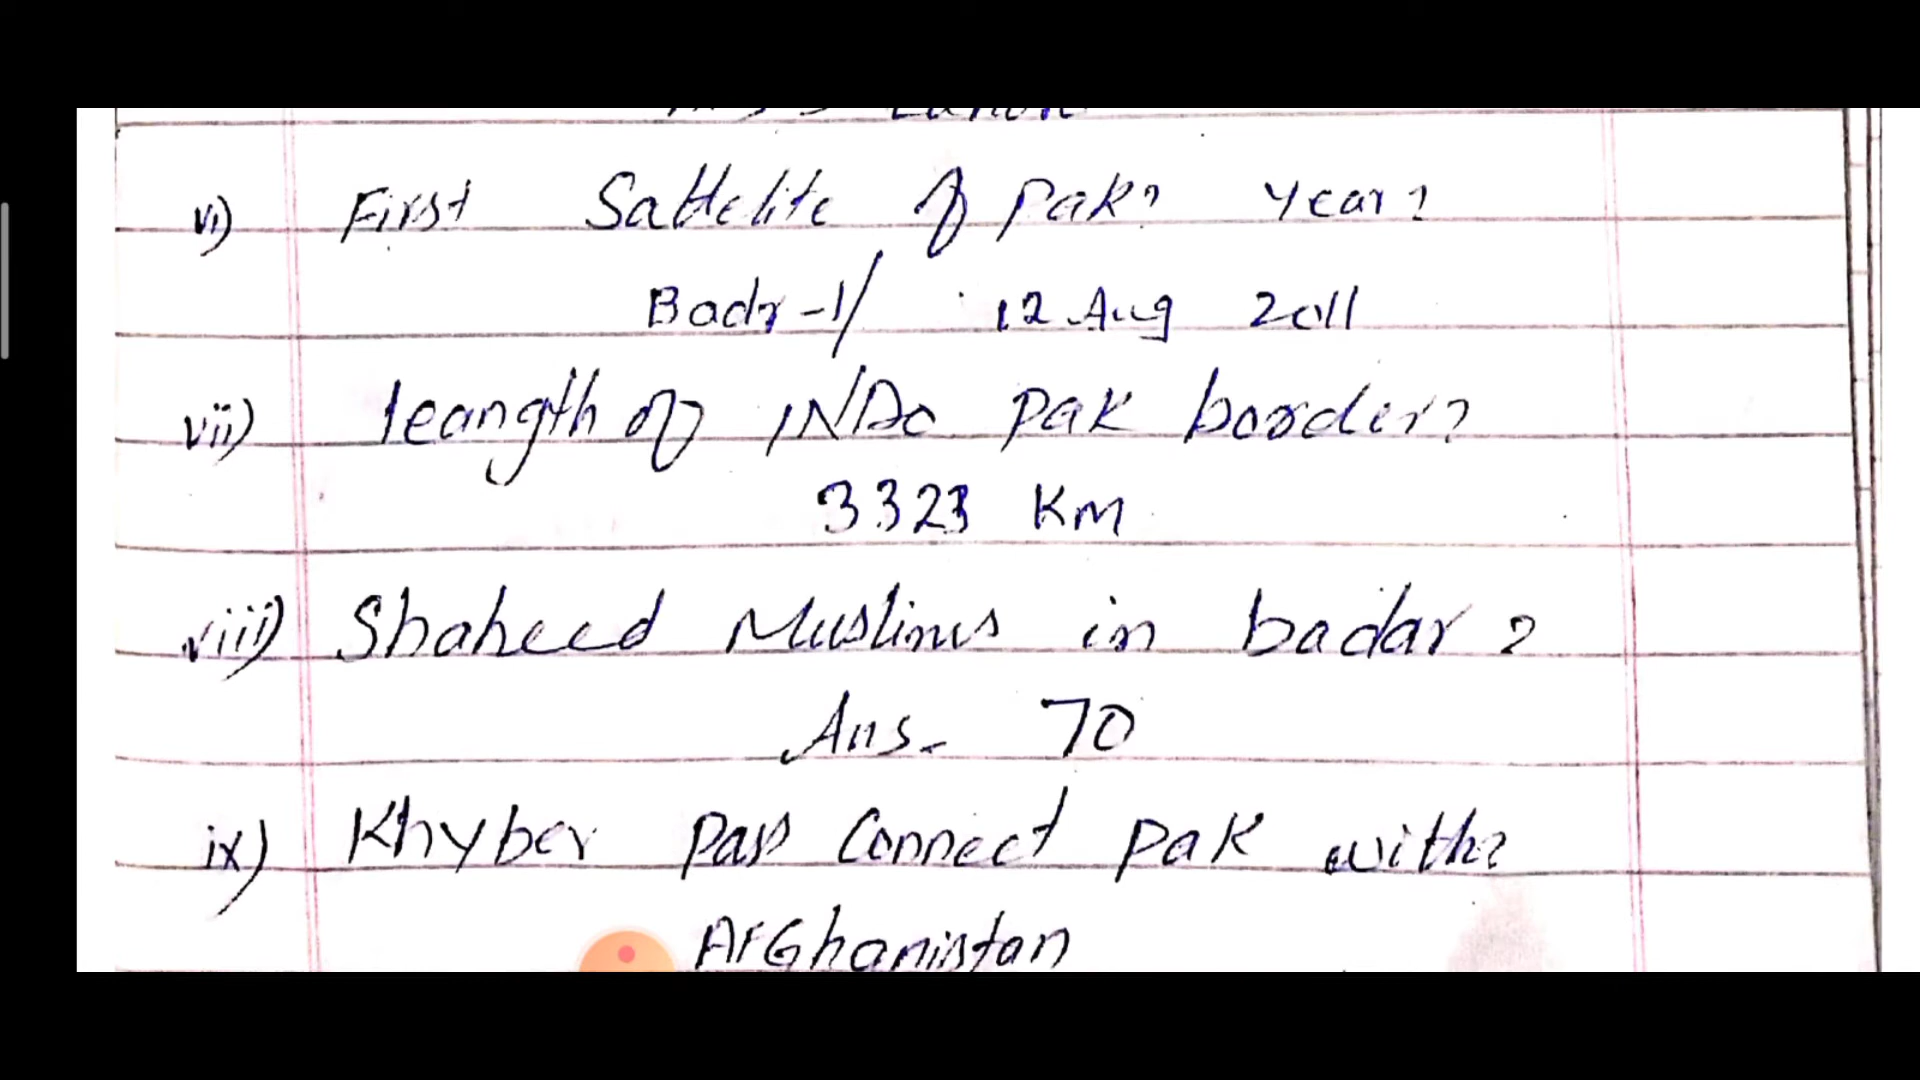 vi) First Sattelite of Pak? Year?
Badr-1/ 12 Aug 2011
vii) leangth of INDO Pak boorder?
3323 KM
viii) Shaheed Muslims in badar?
Ans. 70
ix) Khyber pass Connect Pak with?
AFGhanistan